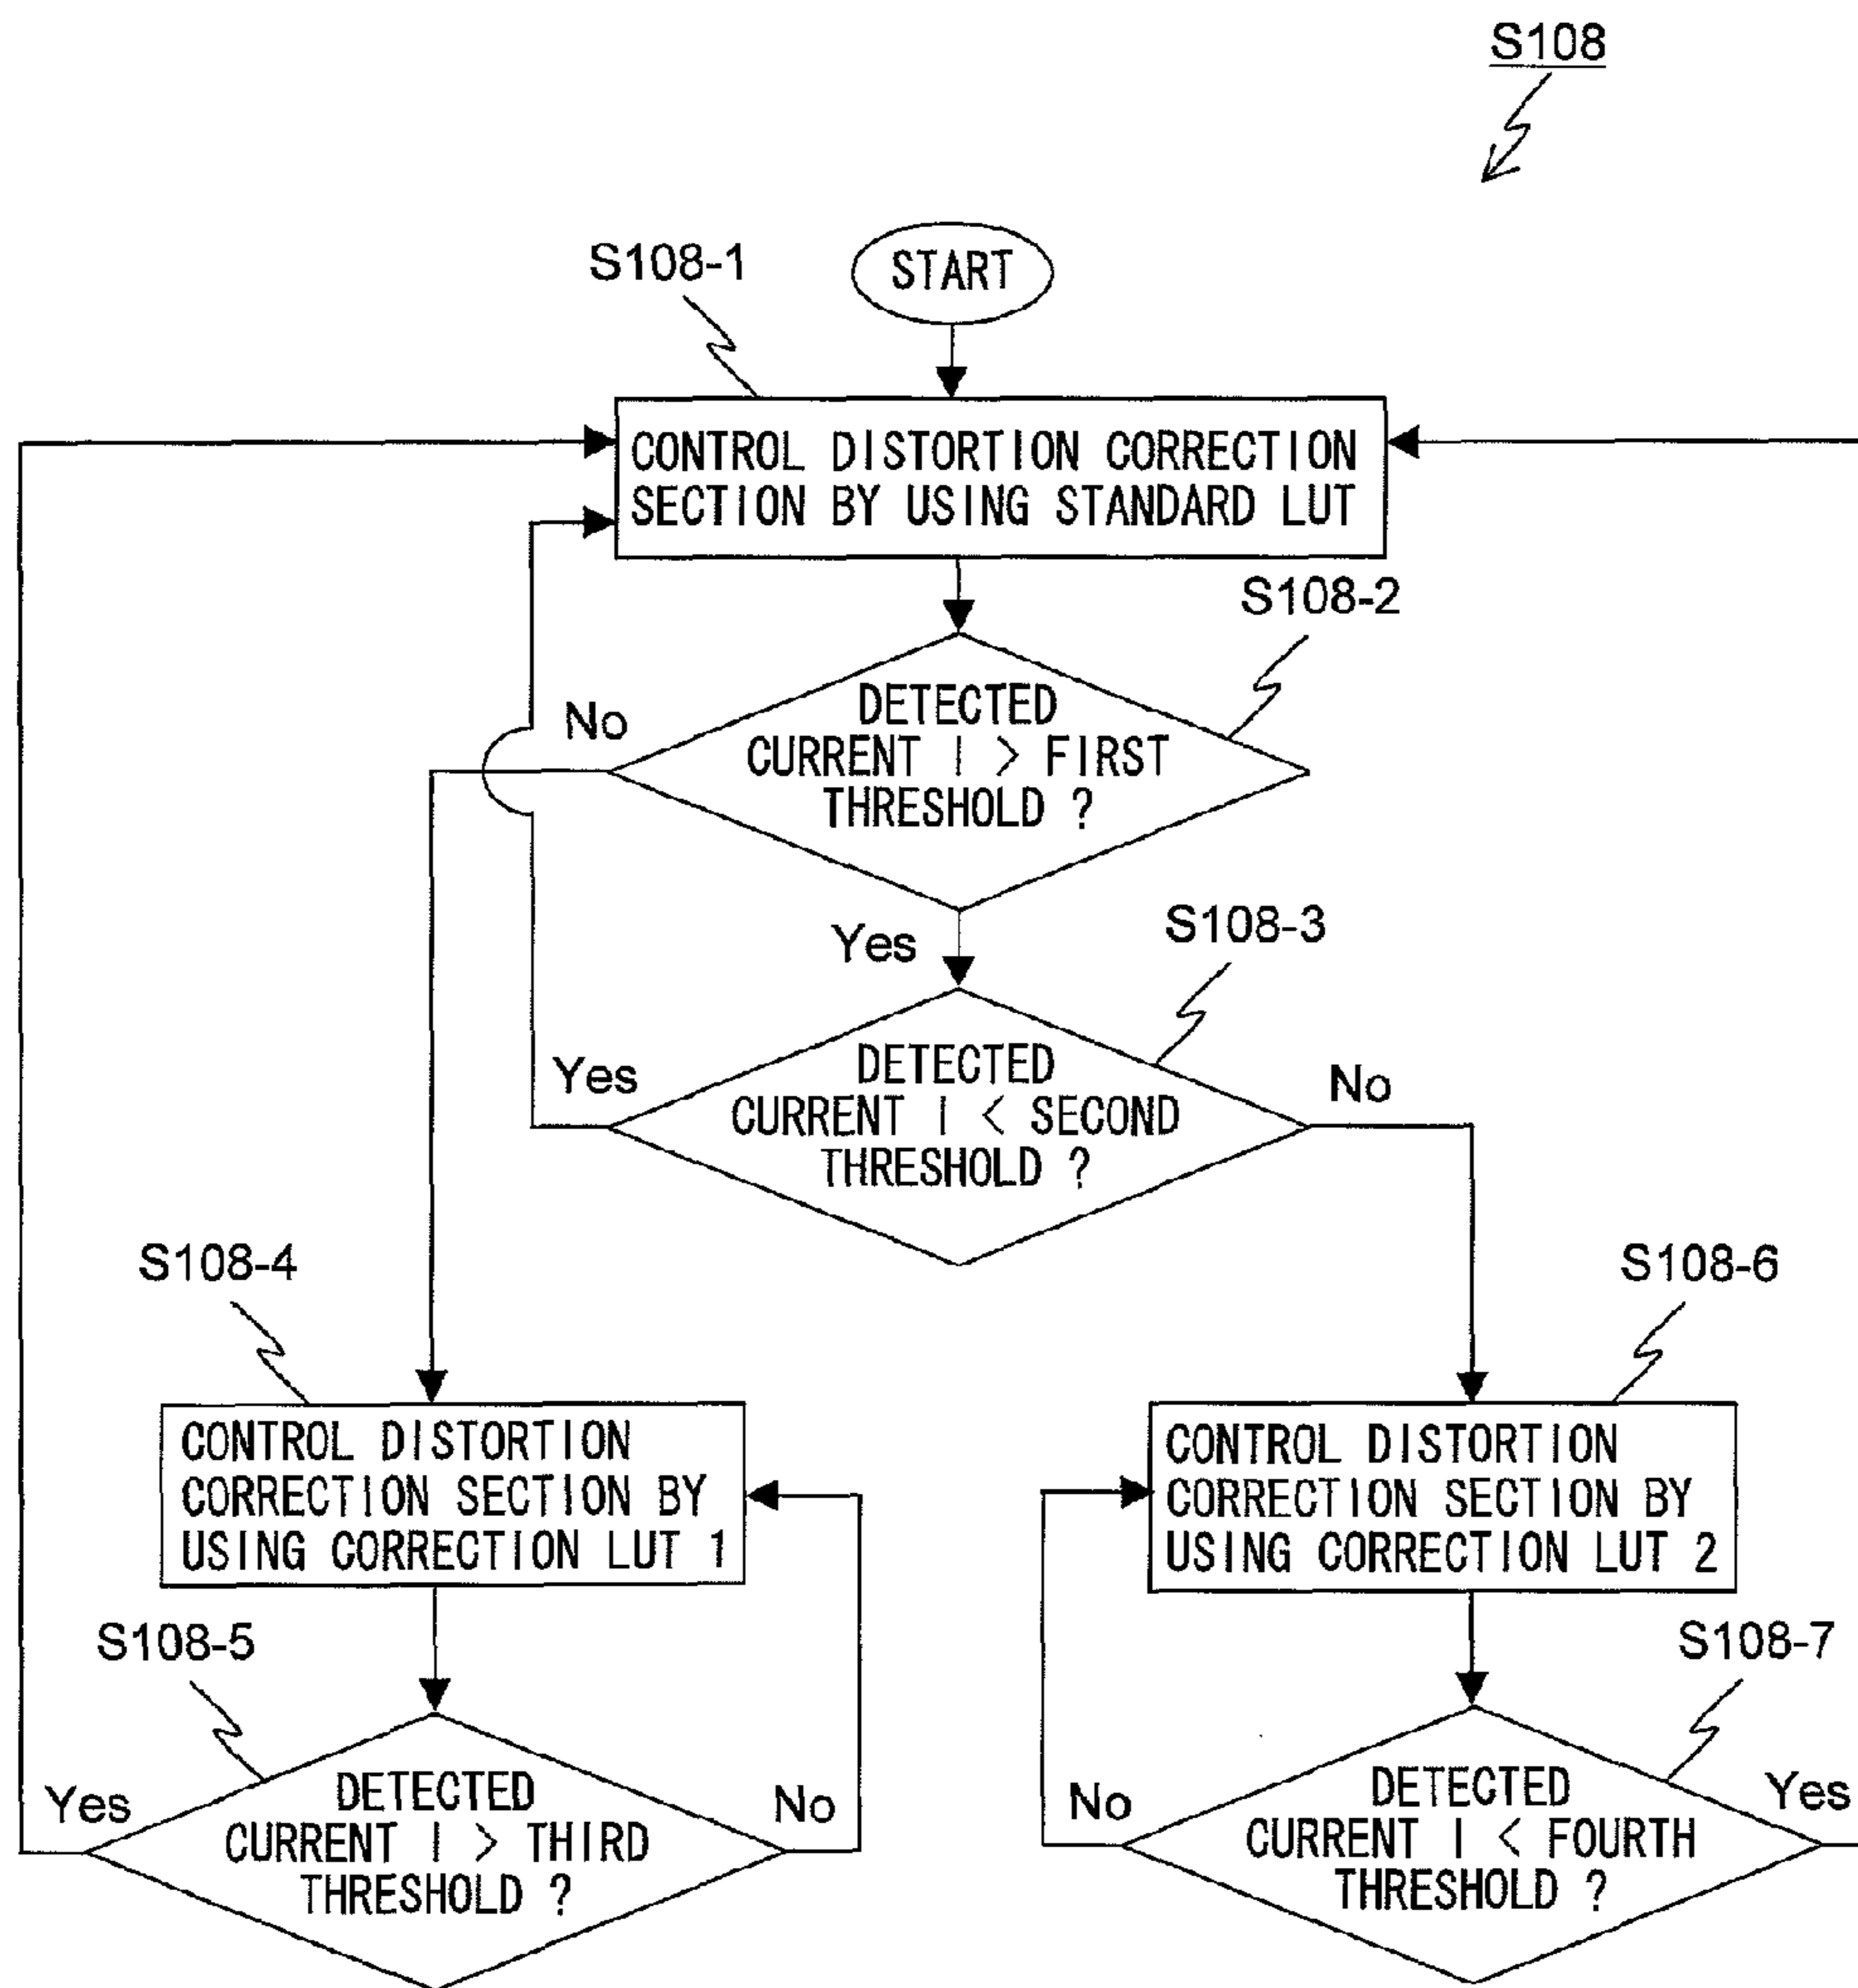 S108
START
S108-1
CONTROL DISTORTION CORRECTION
SECTION BY USING STANDARD LUT
S108-2
DETECTED
CURRENT I > FIRST
THRESHOLD ?
No
Yes
S108-3
DETECTED
CURRENT I < SECOND
THRESHOLD ?
Yes
No
S108-4
CONTROL DISTORTION
CORRECTION SECTION BY
USING CORRECTION LUT 1
S108-6
CONTROL DISTORTION
CORRECTION SECTION BY
USING CORRECTION LUT 2
S108-5
DETECTED
CURRENT I > THIRD
THRESHOLD ?
Yes
No
S108-7
DETECTED
CURRENT I < FOURTH
THRESHOLD ?
No
Yes